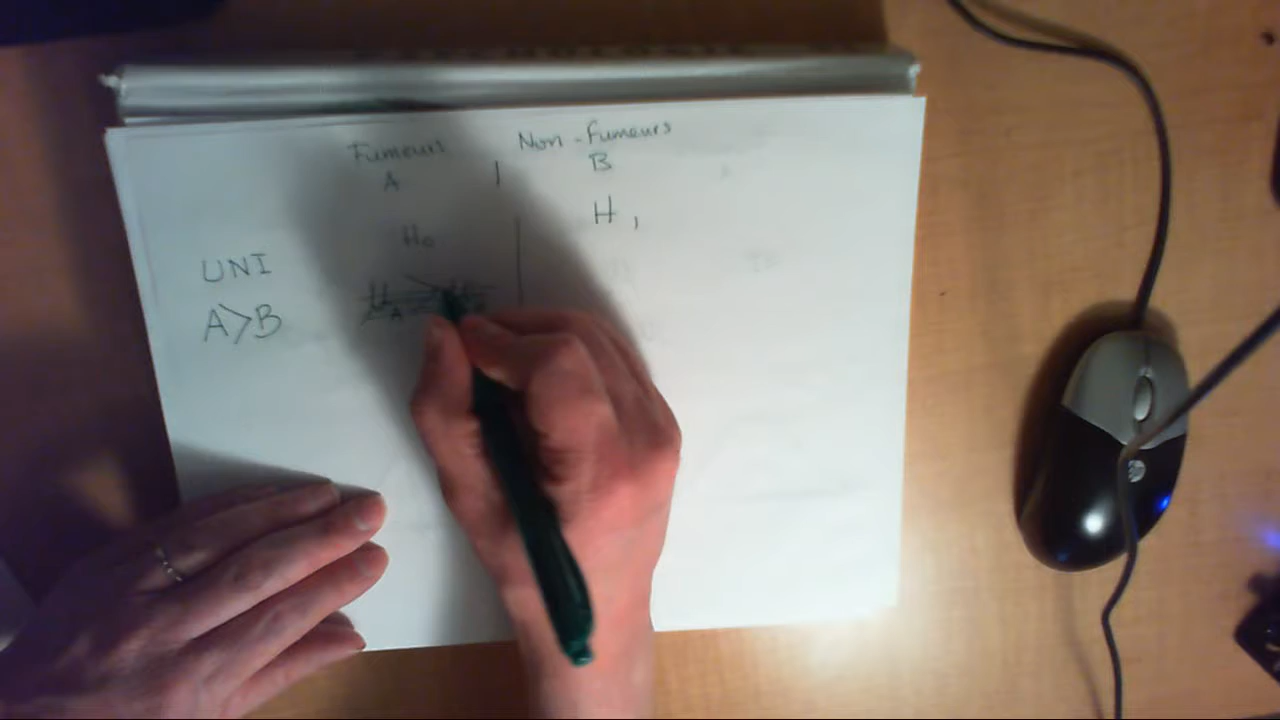 Fumeurs Non-Fumeurs
A | B
H₀ | H₁
UNI
A>B